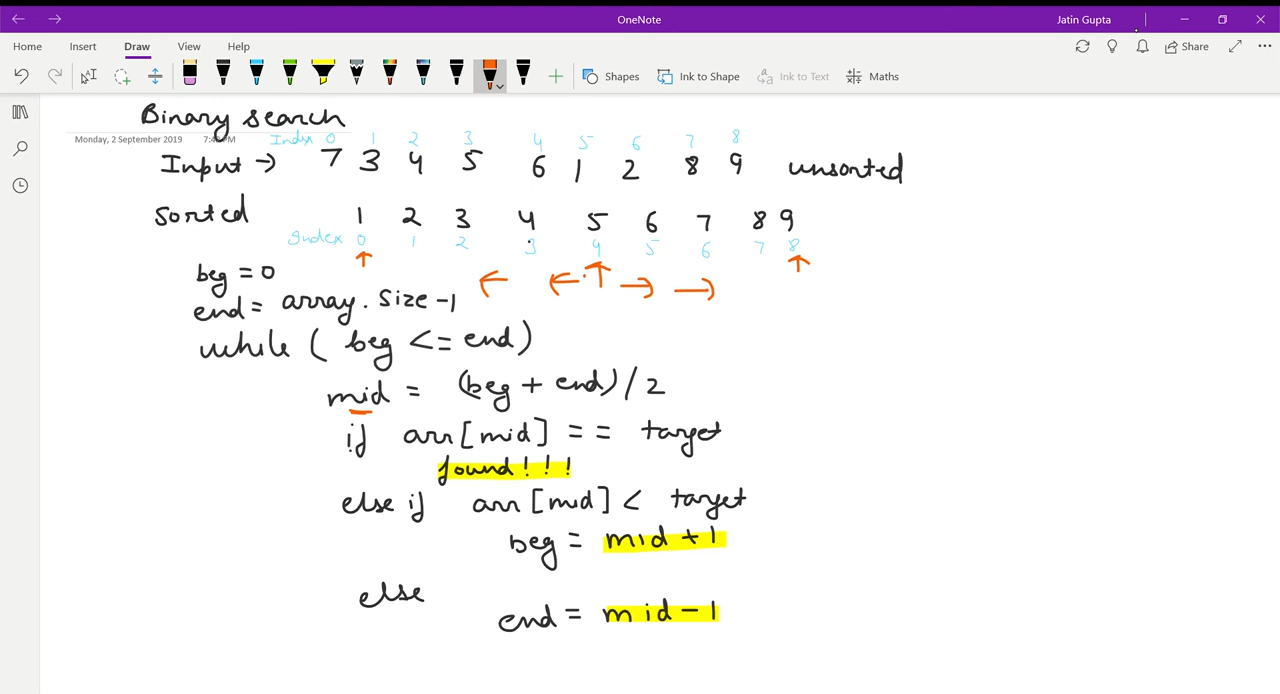 OneNote
Jatin Gupta
Home Insert Draw View Help
Share
Shapes Ink to Shape Ink to Text Maths
Binary search
Monday, 2 September 2019
Index 0 1 2 3 4 5 6 7 8
Input → 7 3 4 5 6 1 2 8 9 unsorted
Sorted 1 2 3 4 5 6 7 8 9
Index 0 1 2 3 4 5 6 7 8
beg = 0
end = array.size-1
while ( beg <= end)
mid = (beg + end)/2
if arr[mid] == target
found!!!
else if arr[mid] < target
beg = mid+1
else
end = mid-1